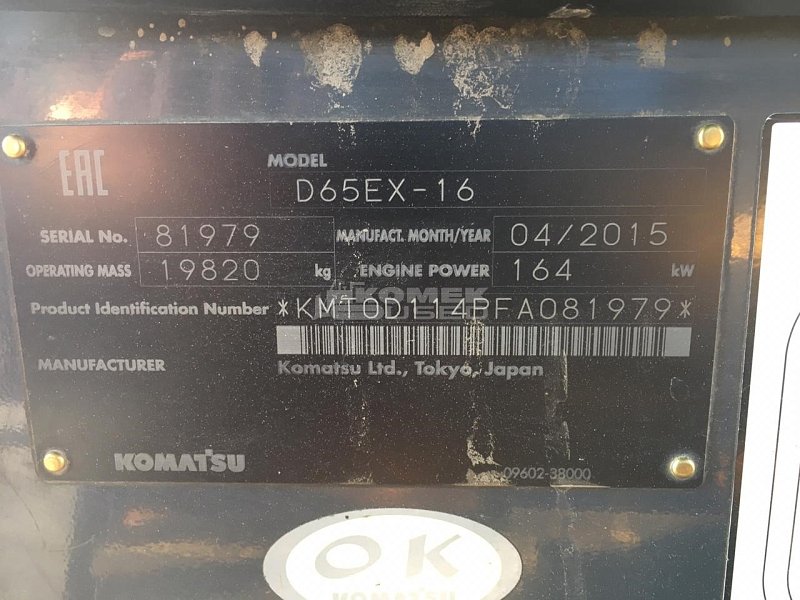 EAC
MODEL
D65EX-16
SERIAL No. 81979 MANUFACT. MONTH/YEAR 04/2015
OPERATING MASS 19820 kg ENGINE POWER 164 kW
Product Identification Number *KMT0D114PFA081979*
KOMEK
MANUFACTURER Komatsu Ltd., Tokyo, Japan
KOMATSU 09602-38000
OK
KOMATSU